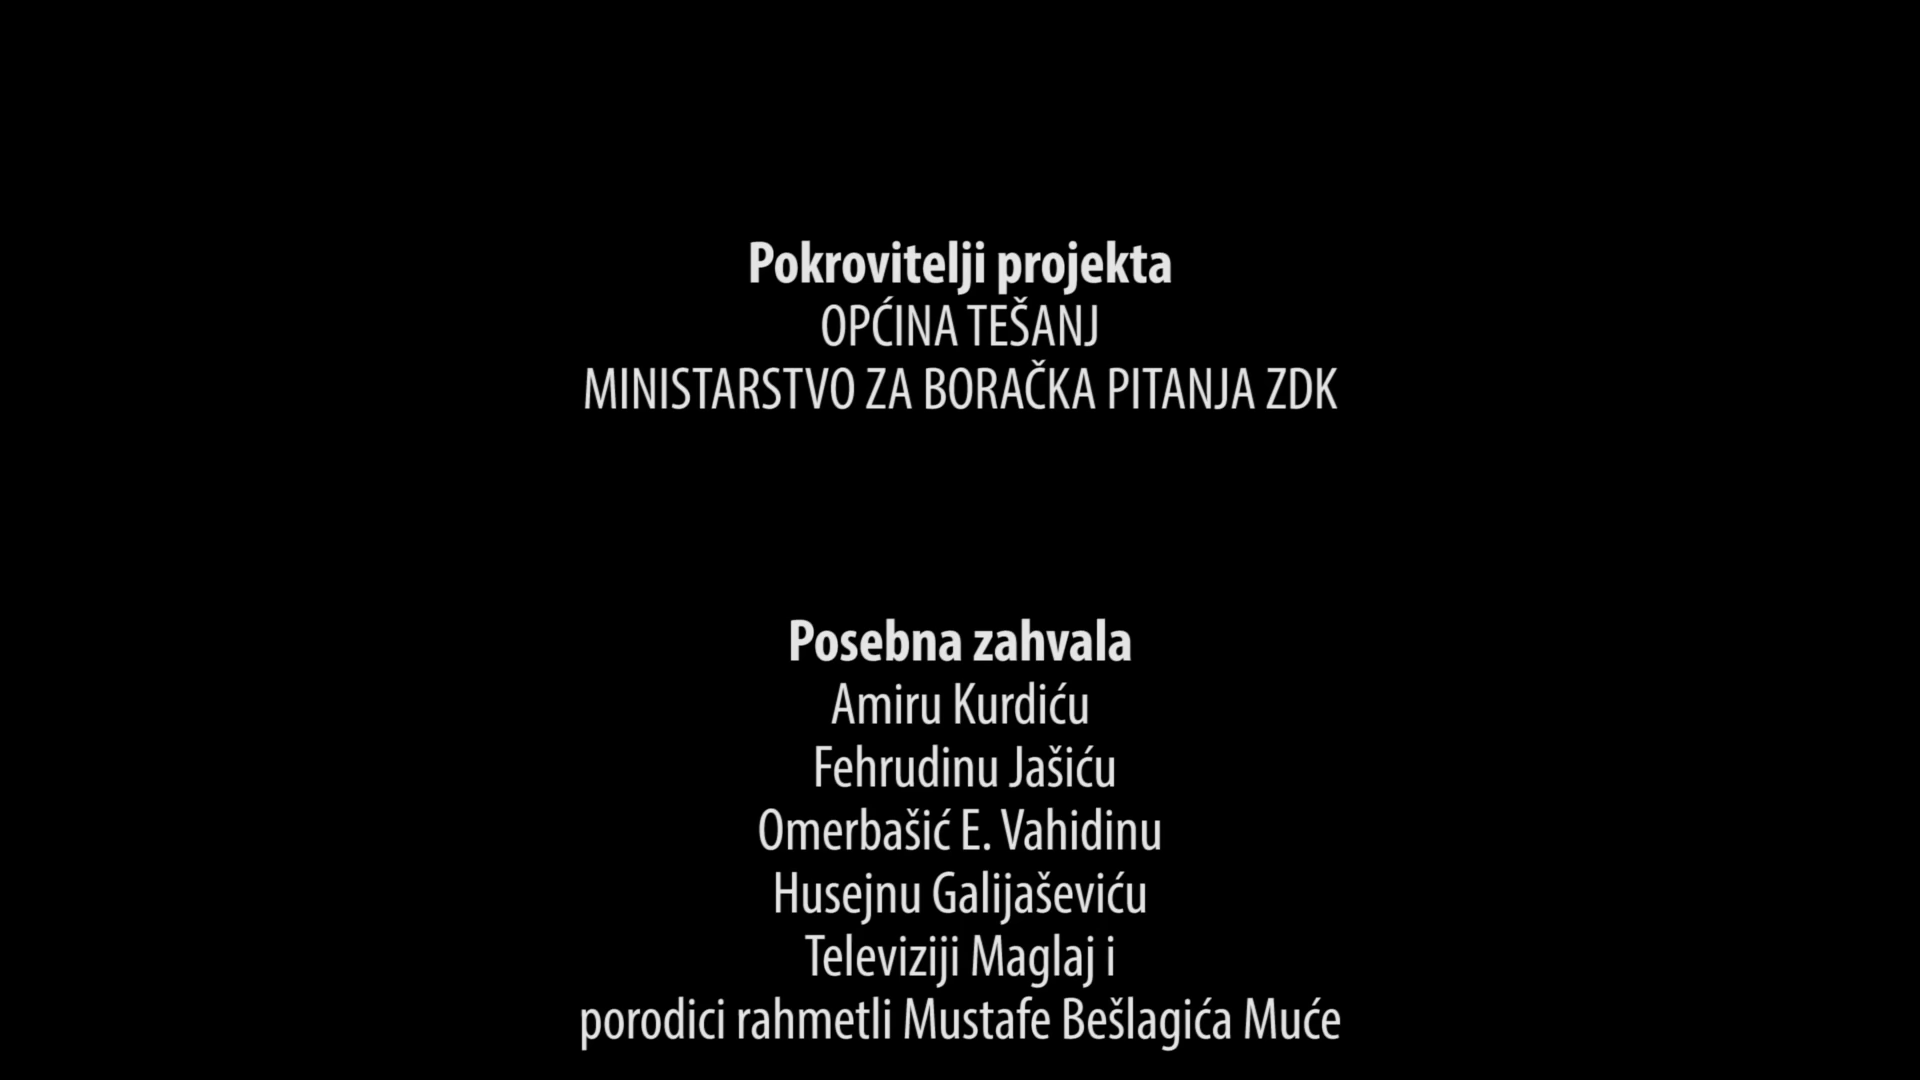 Pokrovitelji projekta
OPĆINA TEŠANJ
MINISTARSTVO ZA BORAČKA PITANJA ZDK
Posebna zahvala
Amiru Kurdiću
Fehrudinu Jašiću
Omerbašić E. Vahidinu
Husejnu Galijaševiću
Televiziji Maglaj i
porodici rahmetli Mustafe Bešlagića Muće